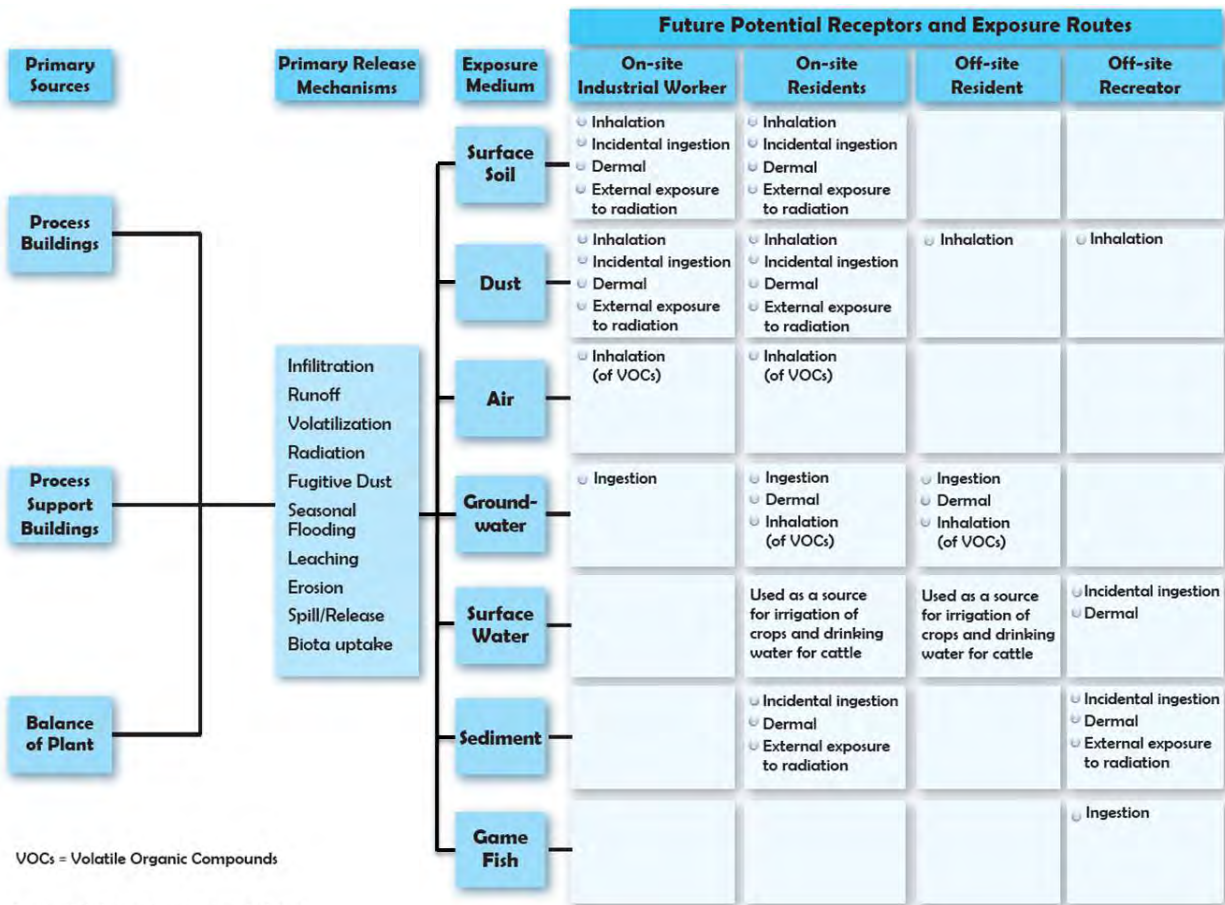 Future Potential Receptors and Exposure Routes
Primary
Sources
Primary Release
Mechanisms
Exposure
Medium
On-site
Industrial Worker
On-site
Residents
Off-site
Resident
Off-site
Recreator
Process
Buildings
Process
Support
Buildings
Balance
of Plant
Infilitration
Runoff
Volatilization
Radiation
Fugitive Dust
Seasonal
Flooding
Leaching
Erosion
Spill/Release
Biota uptake
Surface
Soil
Inhalation
Incidental ingestion
Dermal
External exposure
to radiation
Inhalation
Incidental ingestion
Dermal
External exposure
to radiation
Dust
Inhalation
Incidental ingestion
Dermal
External exposure
to radiation
Inhalation
Incidental ingestion
Dermal
External exposure
to radiation
Inhalation
Inhalation
Air
Inhalation
(of VOCs)
Inhalation
(of VOCs)
Ground-
water
Ingestion
Ingestion
Dermal
Inhalation
(of VOCs)
Ingestion
Dermal
Inhalation
(of VOCs)
Surface
Water
Used as a source
for irrigation of
crops and drinking
water for cattle
Used as a source
for irrigation of
crops and drinking
water for cattle
Incidental ingestion
Dermal
Sediment
Incidental ingestion
Dermal
External exposure
to radiation
Incidental ingestion
Dermal
External exposure
to radiation
Game
Fish
Ingestion
VOCs = Volatile Organic Compounds